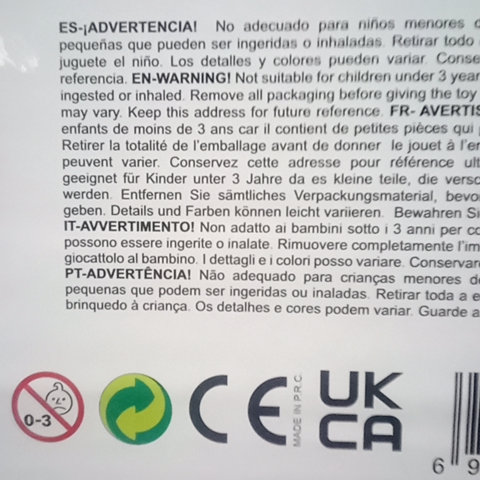 ES-¡ADVERTENCIA! No adecuado para niños menores d
pequeñas que pueden ser ingeridas o inhaladas. Retirar todo
juguete el niño. Los detalles y colores pueden variar. Conse
referencia. EN-WARNING! Not suitable for children under 3 year
ingested or inhaled. Remove all packaging before giving the toy
may vary. Keep this address for future reference. FR- AVERTIS
enfants de moins de 3 ans car il contient de petites pièces qui
Retirer la totalité de l'emballage avant de donner le jouet à l'e
peuvent varier. Conservez cette adresse pour référence ult
geeignet für Kinder unter 3 Jahre da es kleine teile, die versc
werden. Entfernen Sie sämtliches Verpackungsmaterial, bevo
geben. Details und Farben können leicht variieren. Bewahren Si
IT-AVVERTIMENTO! Non adatto ai bambini sotto i 3 anni per co
possono essere ingerite o inalate. Rimuovere completamente l'im
giocattolo al bambino. I dettagli e i colori posso variare. Conservar
PT-ADVERTÊNCIA! Não adequado para crianças menores d
pequenas que podem ser ingeridas ou inaladas. Retirar toda a e
brinquedo à criança. Os detalhes e cores podem variar. Guarde a
0-3
CE
MADE IN P.R.C.
UK
CA
6 9